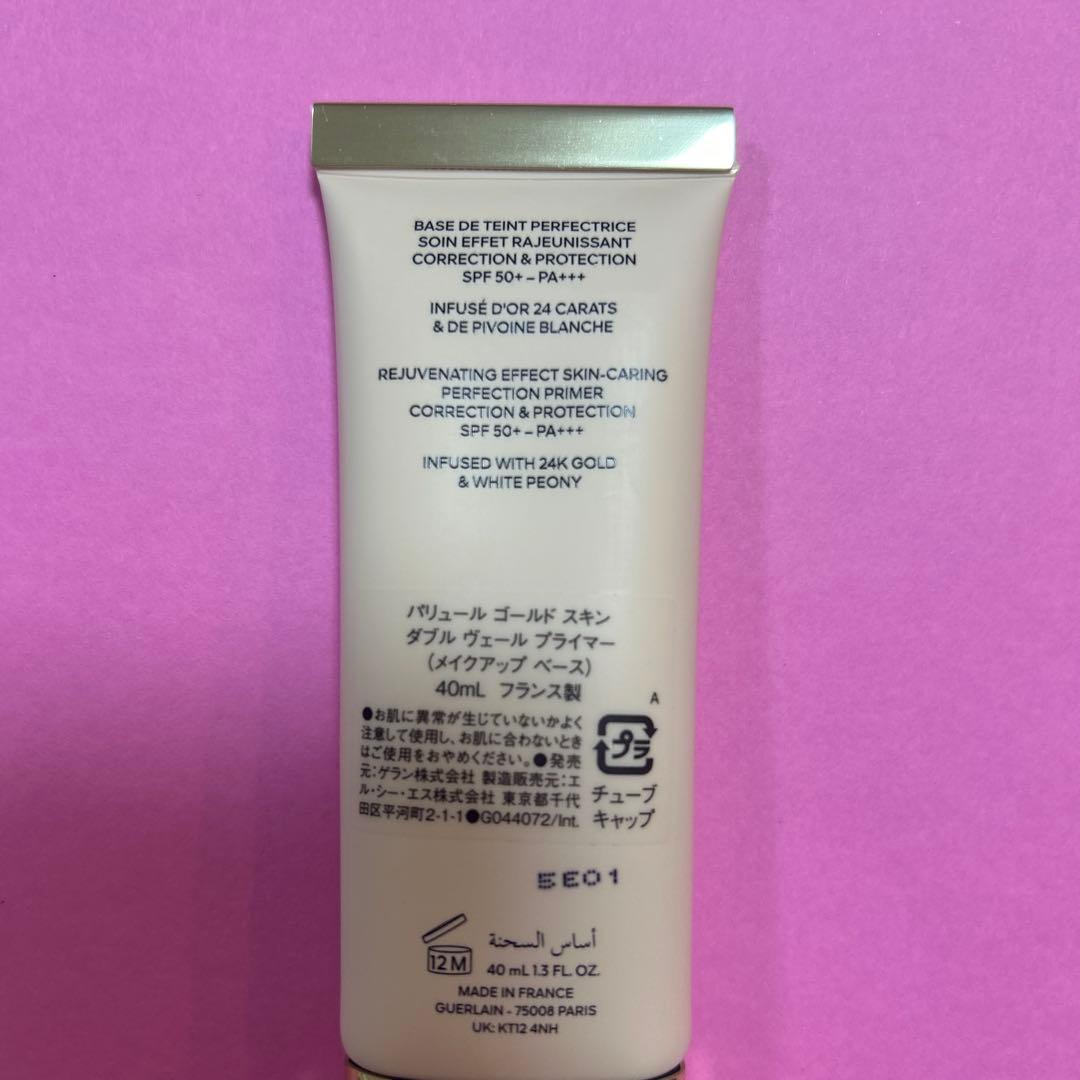 BASE DE TEINT PERFECTRICE
SOIN EFFET RAJEUNISSANT
CORRECTION & PROTECTION
SPF 50+ – PA+++
INFUSÉ D'OR 24 CARATS
& DE PIVOINE BLANCHE
REJUVENATING EFFECT SKIN-CARING
PERFECTION PRIMER
CORRECTION & PROTECTION
SPF 50+ – PA+++
INFUSED WITH 24K GOLD
& WHITE PEONY
パリュール ゴールド スキン
ダブル ヴェール プライマー
(メイクアップ ベース)
40mL フランス製
●お肌に異常が生じていないかよく
注意して使用し、お肌に合わないとき
はご使用をおやめください。●発売
元:ゲラン株式会社 製造販売元:エ
ル・シー・エス株式会社 東京都千代
田区平河町2-1-1●G044072/Int.
A
プラ
チューブ
キャップ
5E01
12M
أساس السحنة
40 mL 1.3 FL. OZ.
MADE IN FRANCE
GUERLAIN - 75008 PARIS
UK: KT12 4NH